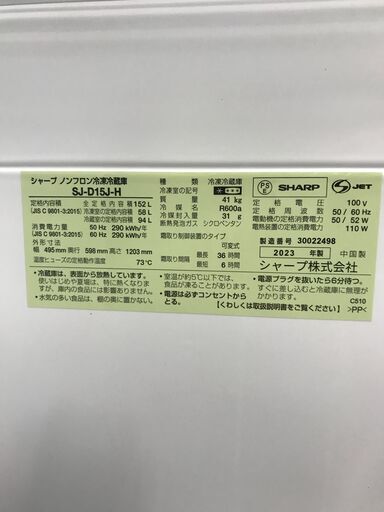 シャープ ノンフロン冷凍冷蔵庫
SJ-D15J-H
定格内容積 全定格内容積 152 L
(JIS C 9801-3:2015) 冷凍室の定格内容積 58 L
冷蔵室の定格内容積 94 L
消費電力量 50 Hz 290 kWh/年
(JIS C 9801-3:2015) 60 Hz 290 kWh/年
外形寸法
幅 495 mm 奥行 598 mm 高さ 1203 mm
温度ヒューズの定格動作温度 73℃
種類 冷凍冷蔵庫
冷凍室の記号
質量 41 kg
冷媒 R600a
冷媒封入量 31 g
断熱発泡ガス シクロペンタン
霜取り制御装置のタイプ
可変式
霜取り間隔 最長 36 時間
最短 6 時間
PS E SHARP S JET
定格電圧 100 V
定格周波数 50 / 60 Hz
電動機の定格消費電力 50 / 52 W
電熱装置の定格消費電力 110 W
製造番号 30022498
2023 年製 中国製
シャープ株式会社
• 冷蔵庫は、表面から放熱しています。
使いはじめや夏場は、特に熱くなりま
すが、庫内の食品には影響ありません。
• 水気の多い食品は、棚の奥に置かない。
• 室温が約5℃以下では、
食品が凍ることがあります。
• 電源は必ずコンセントから
とる。
• 電源プラグを抜いたら6分待つ。
すぐに差し込むと冷蔵庫に無理が
かかります。
C510
【くわしくは取扱説明書をご覧ください】 >PP<